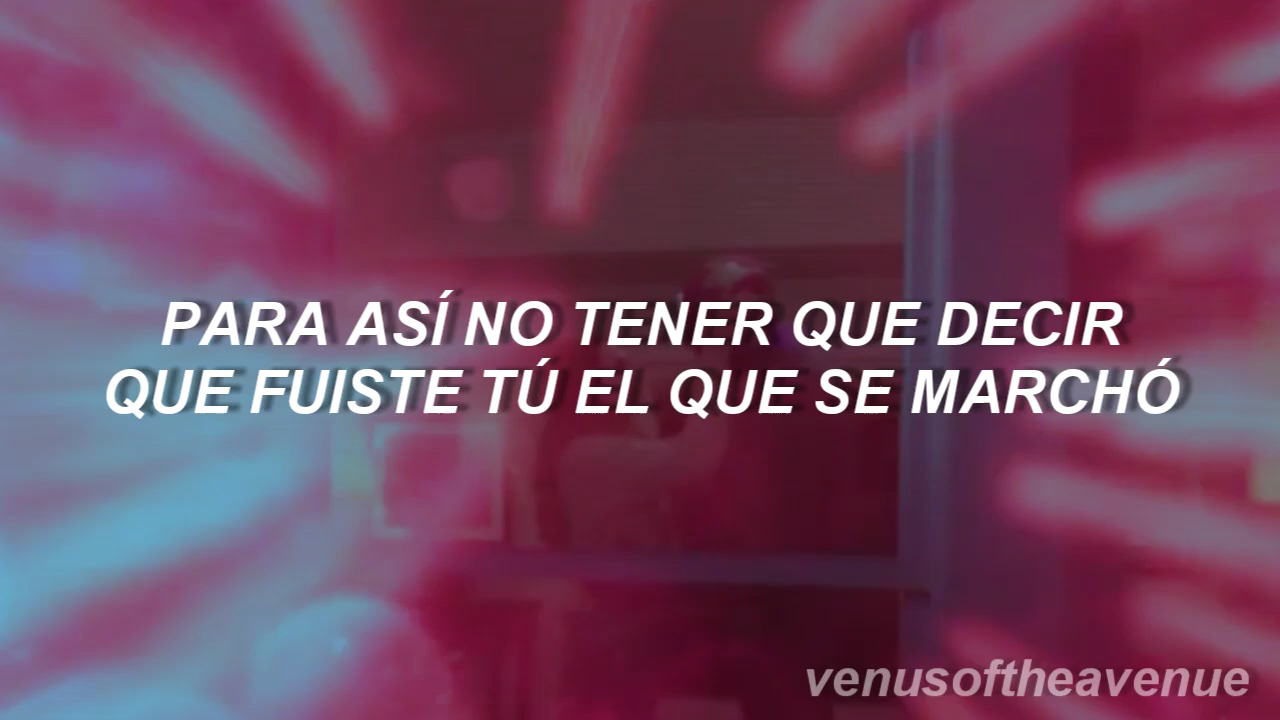 PARA ASÍ NO TENER QUE DECIR
QUE FUISTE TÚ EL QUE SE MARCHÓ
venusoftheavenue